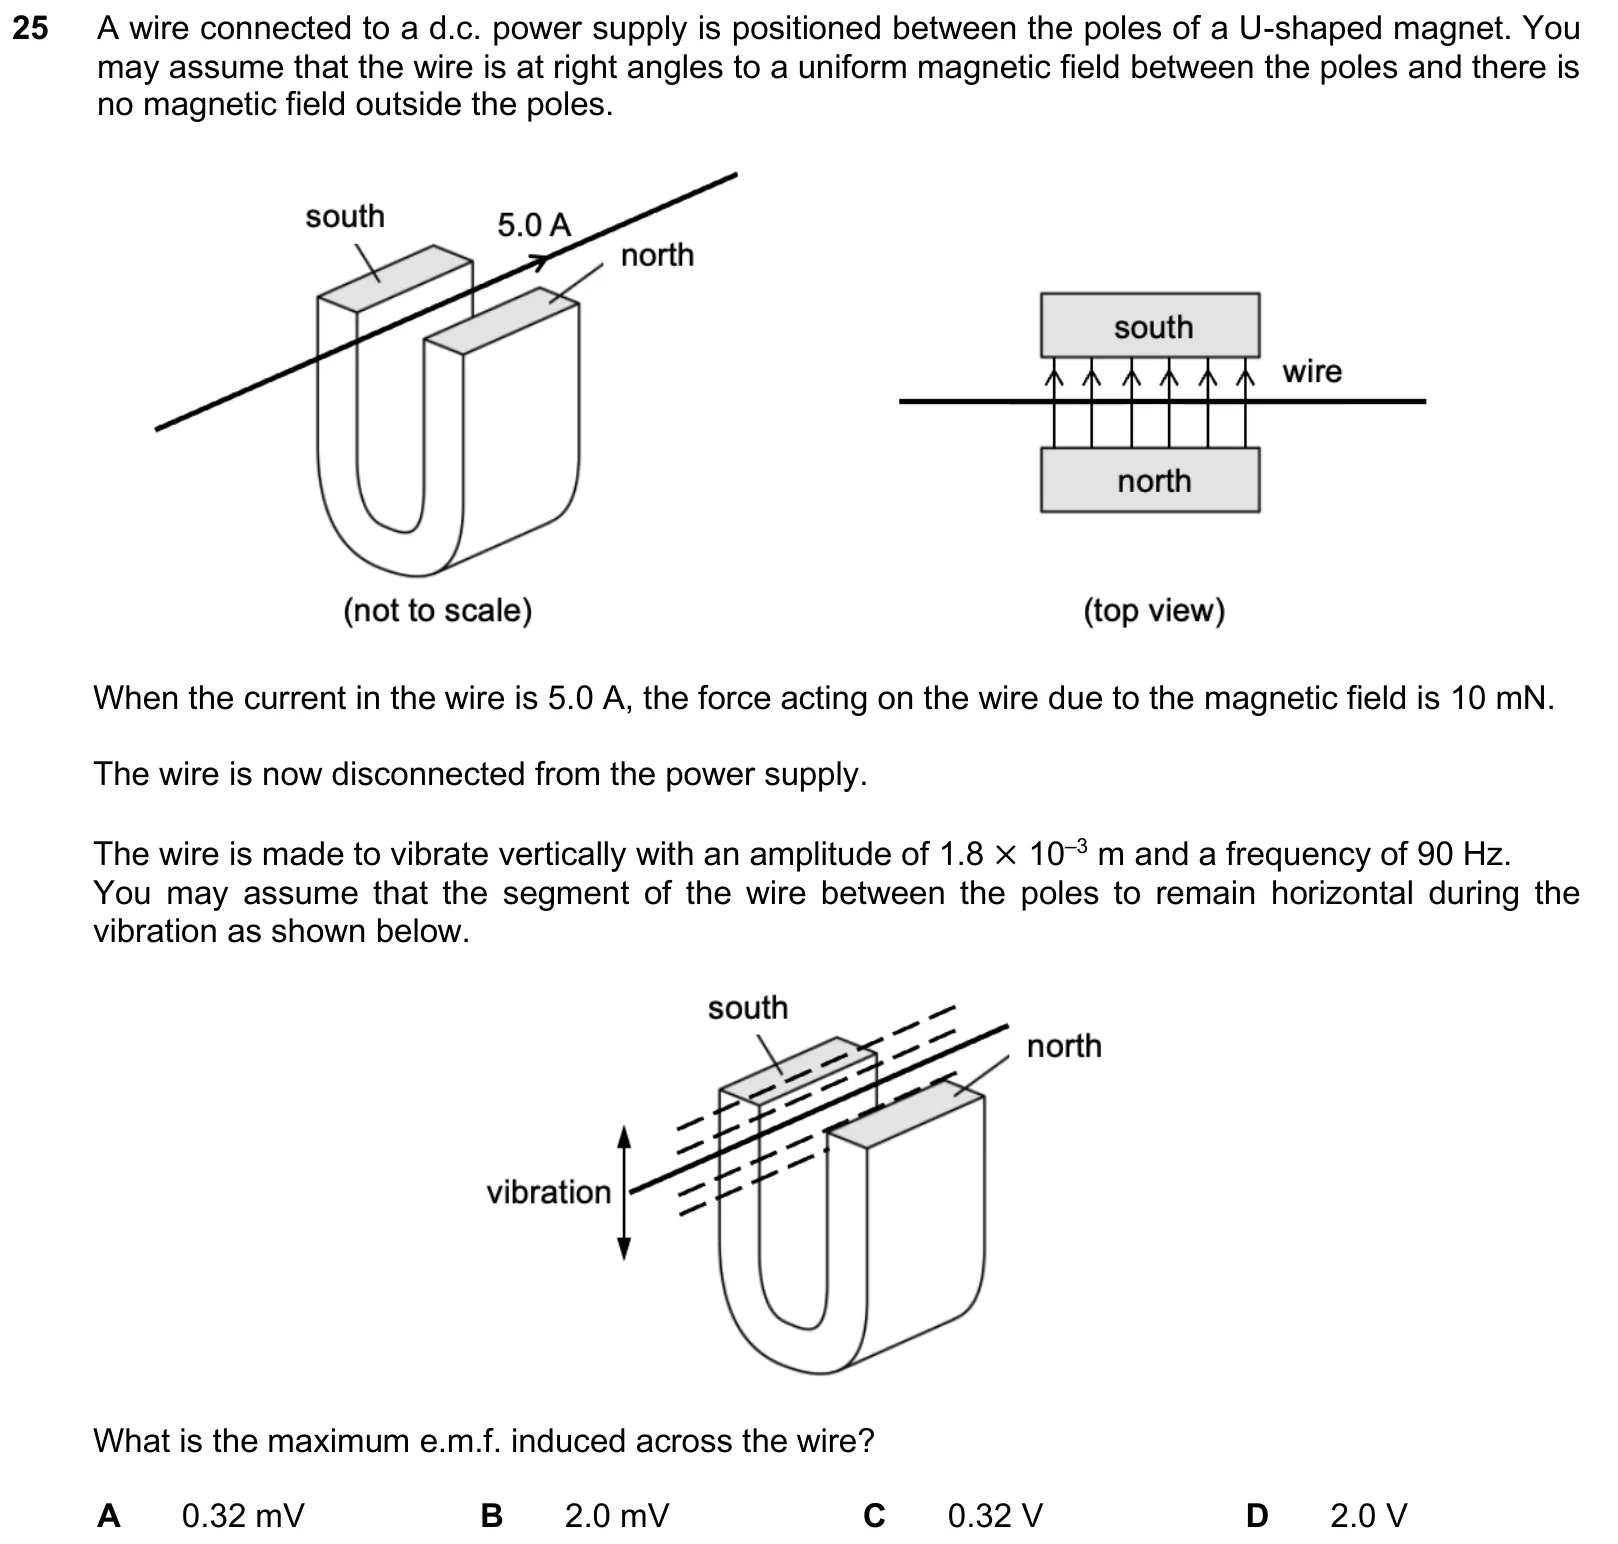 25 A wire connected to a d.c. power supply is positioned between the poles of a U-shaped magnet. You
may assume that the wire is at right angles to a uniform magnetic field between the poles and there is
no magnetic field outside the poles.
south
5.0 A
north
south
wire
north
(not to scale)
(top view)
When the current in the wire is 5.0 A, the force acting on the wire due to the magnetic field is 10 mN.
The wire is now disconnected from the power supply.
The wire is made to vibrate vertically with an amplitude of 1.8 × 10⁻³ m and a frequency of 90 Hz.
You may assume that the segment of the wire between the poles to remain horizontal during the
vibration as shown below.
south
north
vibration
What is the maximum e.m.f. induced across the wire?
A 0.32 mV B 2.0 mV C 0.32 V D 2.0 V